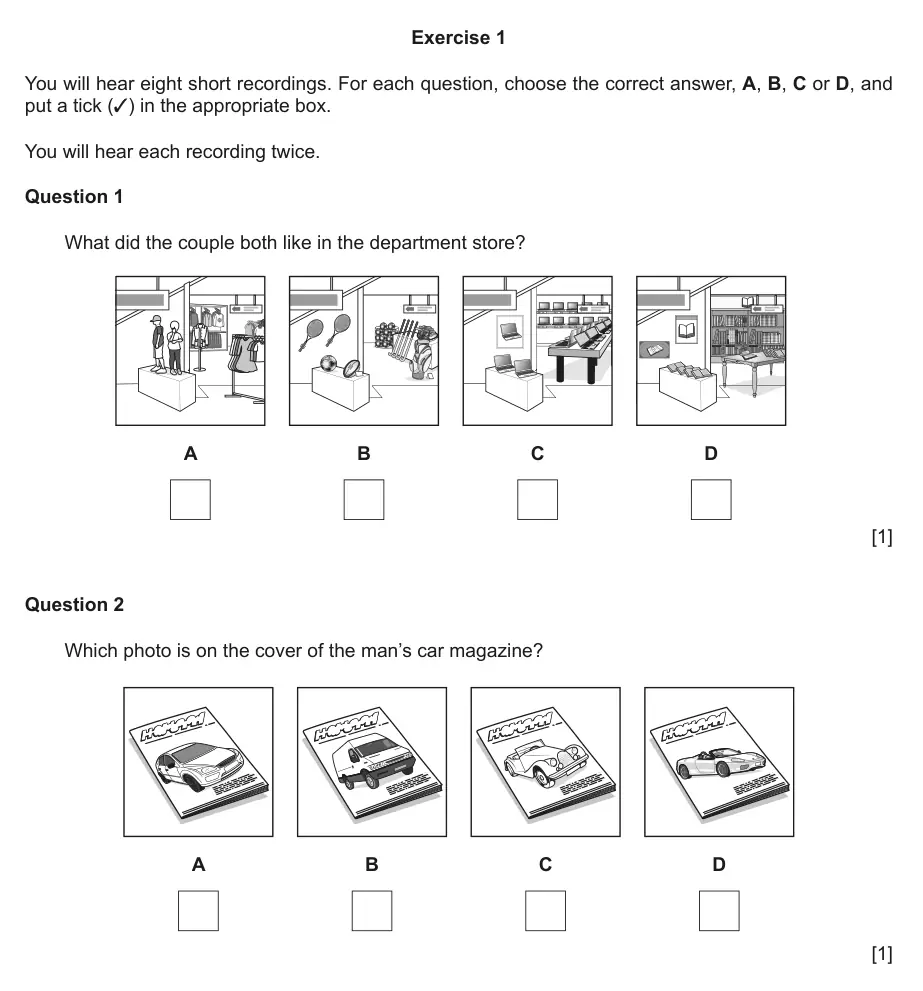 Exercise 1
You will hear eight short recordings. For each question, choose the correct answer, A, B, C or D, and
put a tick (✓) in the appropriate box.
You will hear each recording twice.
Question 1
What did the couple both like in the department store?
A B C D
[1]
Question 2
Which photo is on the cover of the man’s car magazine?
A B C D
[1]